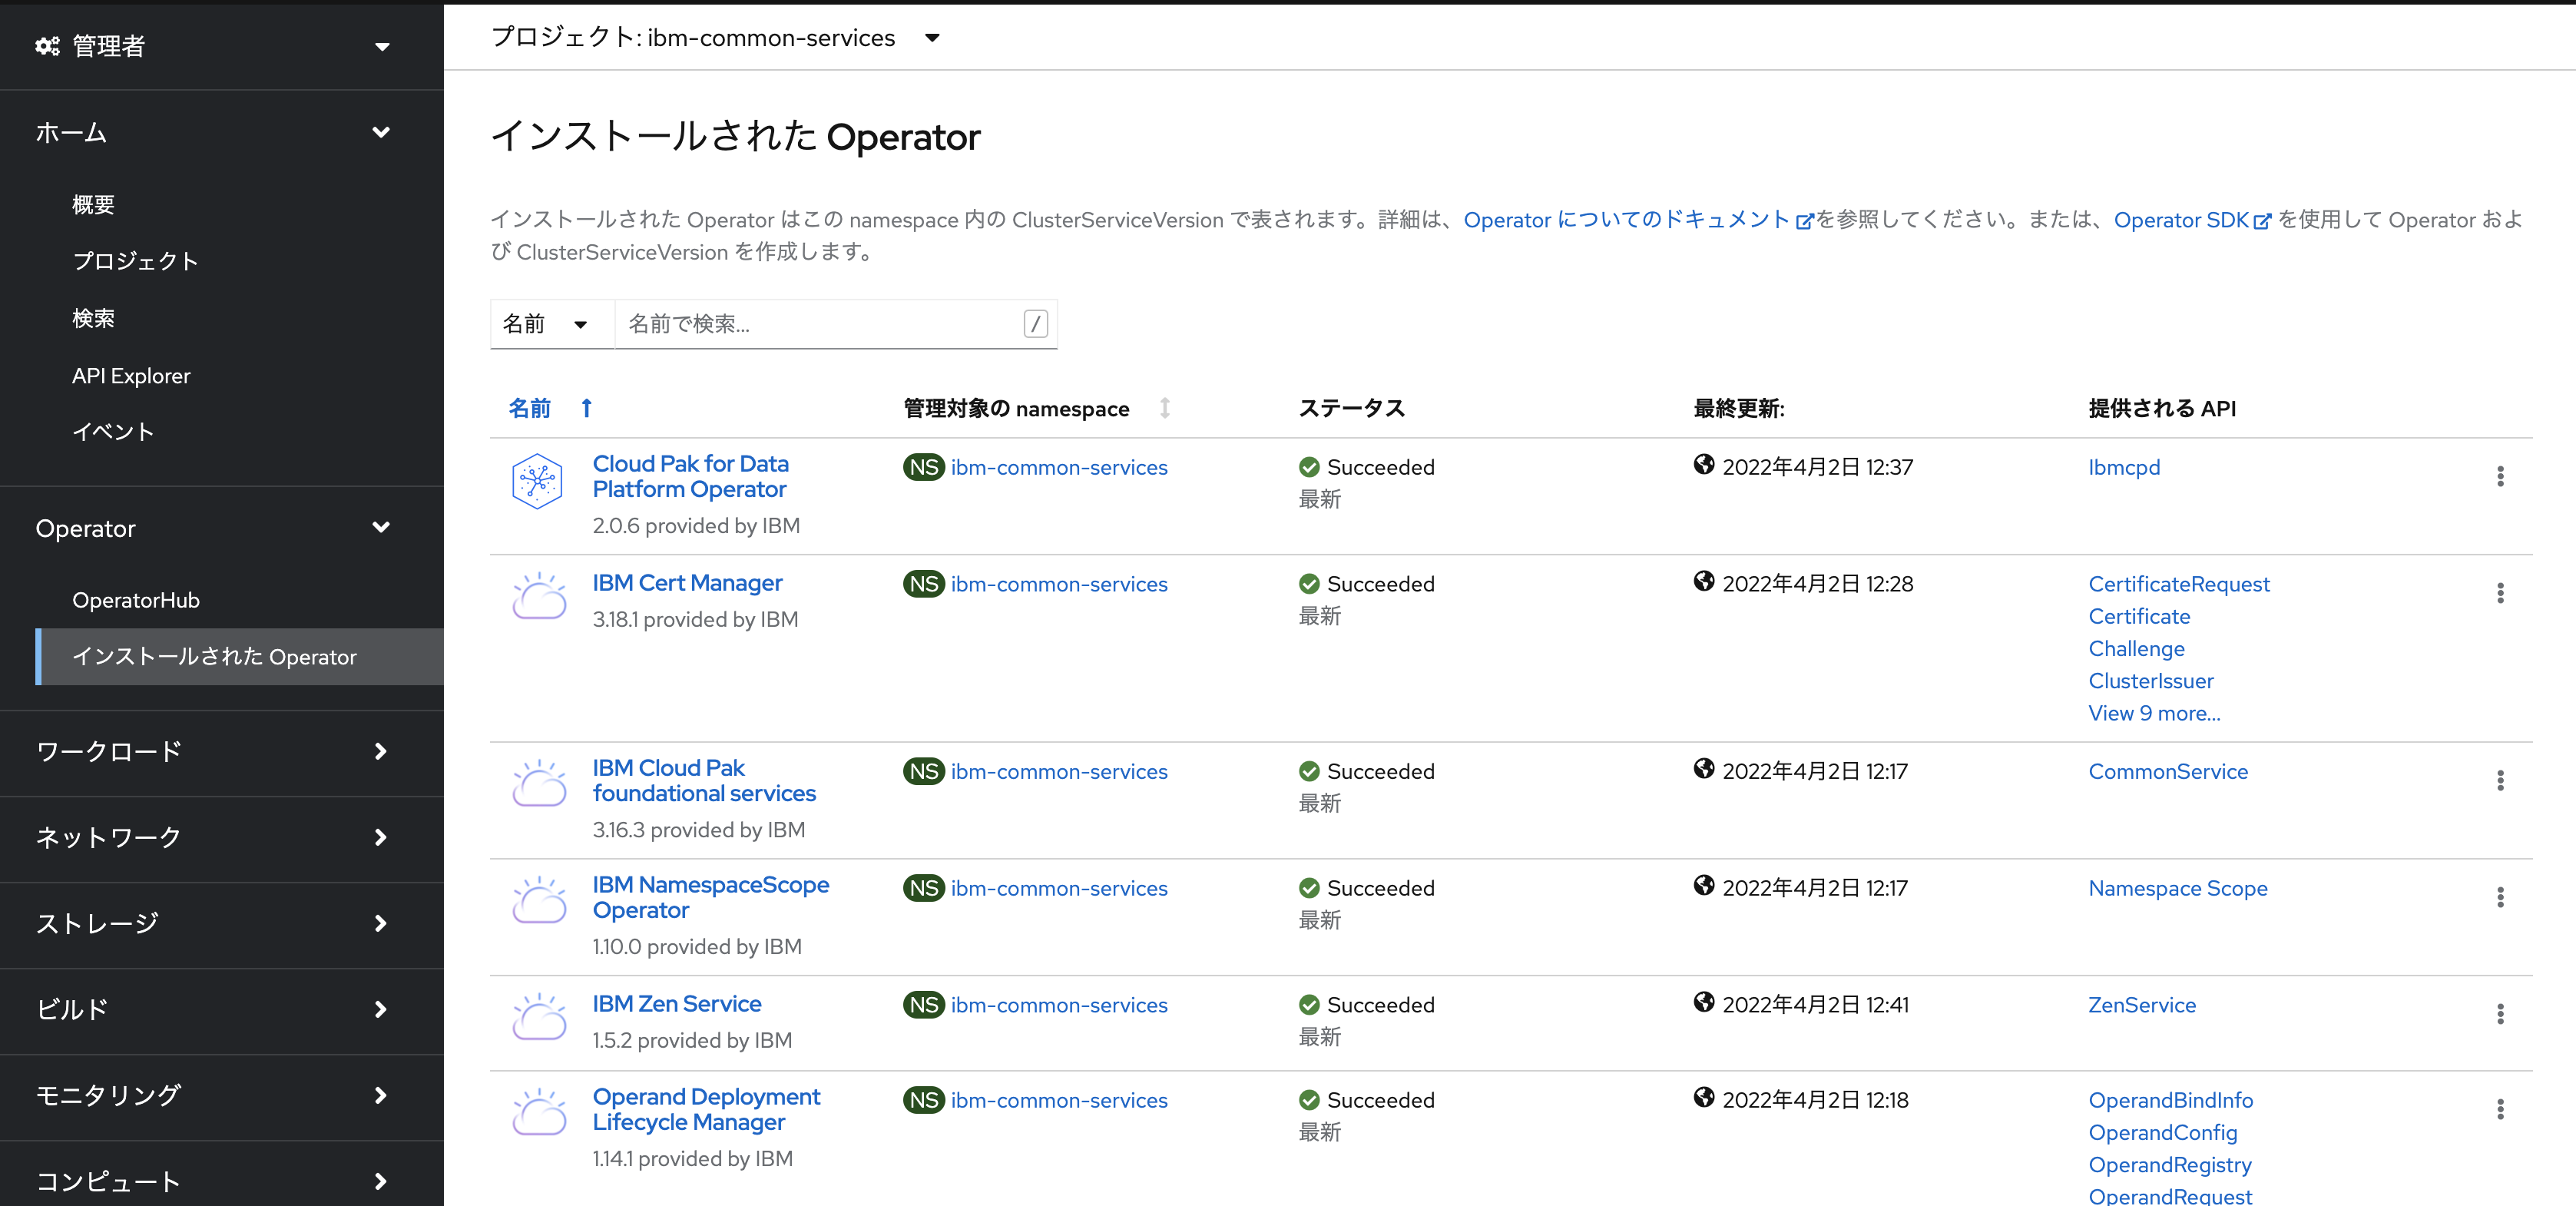 管理者
ホーム
概要
プロジェクト
検索
API Explorer
イベント
Operator
OperatorHub
インストールされた Operator
ワークロード
ネットワーク
ストレージ
ビルド
モニタリング
コンピュート
プロジェクト: ibm-common-services
インストールされた Operator
インストールされた Operator はこの namespace 内の ClusterServiceVersion で表されます。詳細は、Operator についてのドキュメント を参照してください。または、Operator SDK を使用して Operator およ
び ClusterServiceVersion を作成します。
名前 名前で検索... /
名前 管理対象の namespace ステータス 最終更新: 提供される API
Cloud Pak for Data
Platform Operator
2.0.6 provided by IBM
NS ibm-common-services
Succeeded
最新
2022年4月2日 12:37
Ibmcpd
IBM Cert Manager
3.18.1 provided by IBM
NS ibm-common-services
Succeeded
最新
2022年4月2日 12:28
CertificateRequest
Certificate
Challenge
ClusterIssuer
View 9 more...
IBM Cloud Pak
foundational services
3.16.3 provided by IBM
NS ibm-common-services
Succeeded
最新
2022年4月2日 12:17
CommonService
IBM NamespaceScope
Operator
1.10.0 provided by IBM
NS ibm-common-services
Succeeded
最新
2022年4月2日 12:17
Namespace Scope
IBM Zen Service
1.5.2 provided by IBM
NS ibm-common-services
Succeeded
最新
2022年4月2日 12:41
ZenService
Operand Deployment
Lifecycle Manager
1.14.1 provided by IBM
NS ibm-common-services
Succeeded
最新
2022年4月2日 12:18
OperandBindInfo
OperandConfig
OperandRegistry
OperandRequest